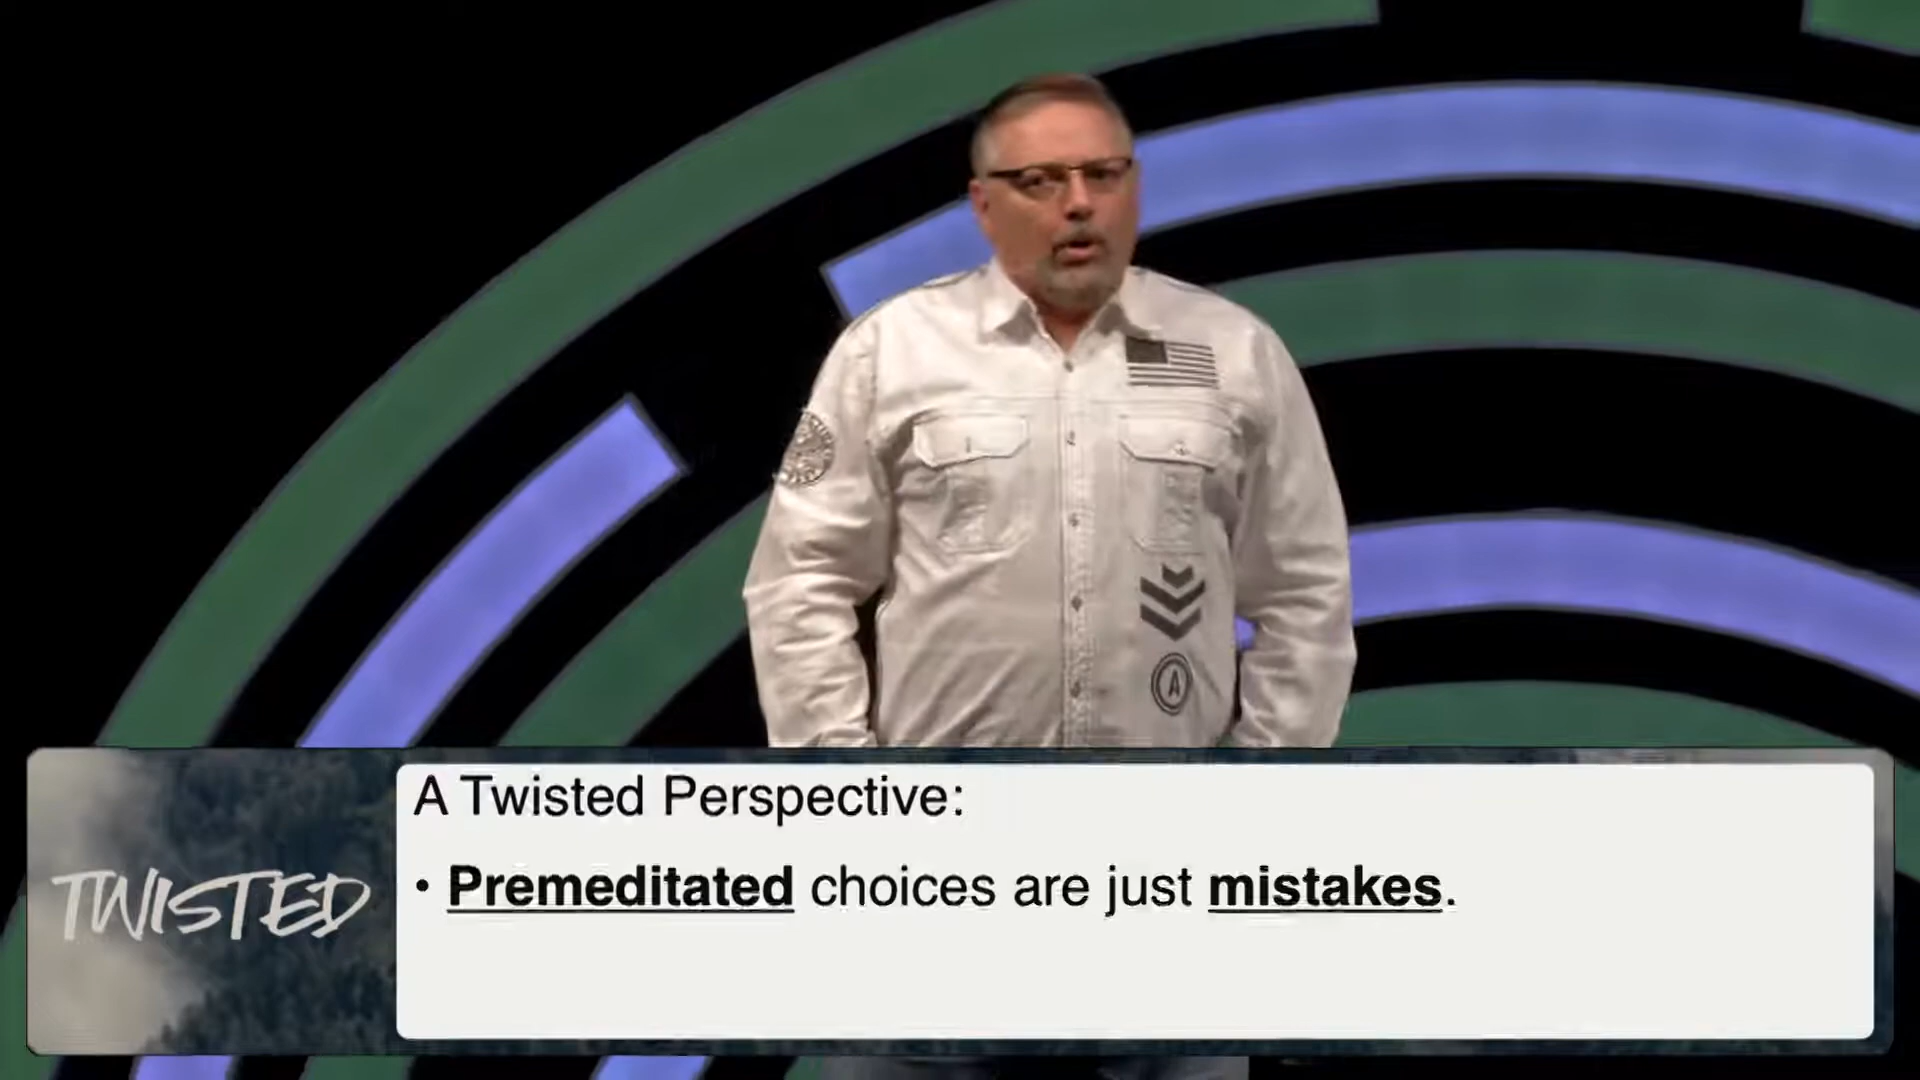 A
TWISTED
A Twisted Perspective:
• Premeditated choices are just mistakes.